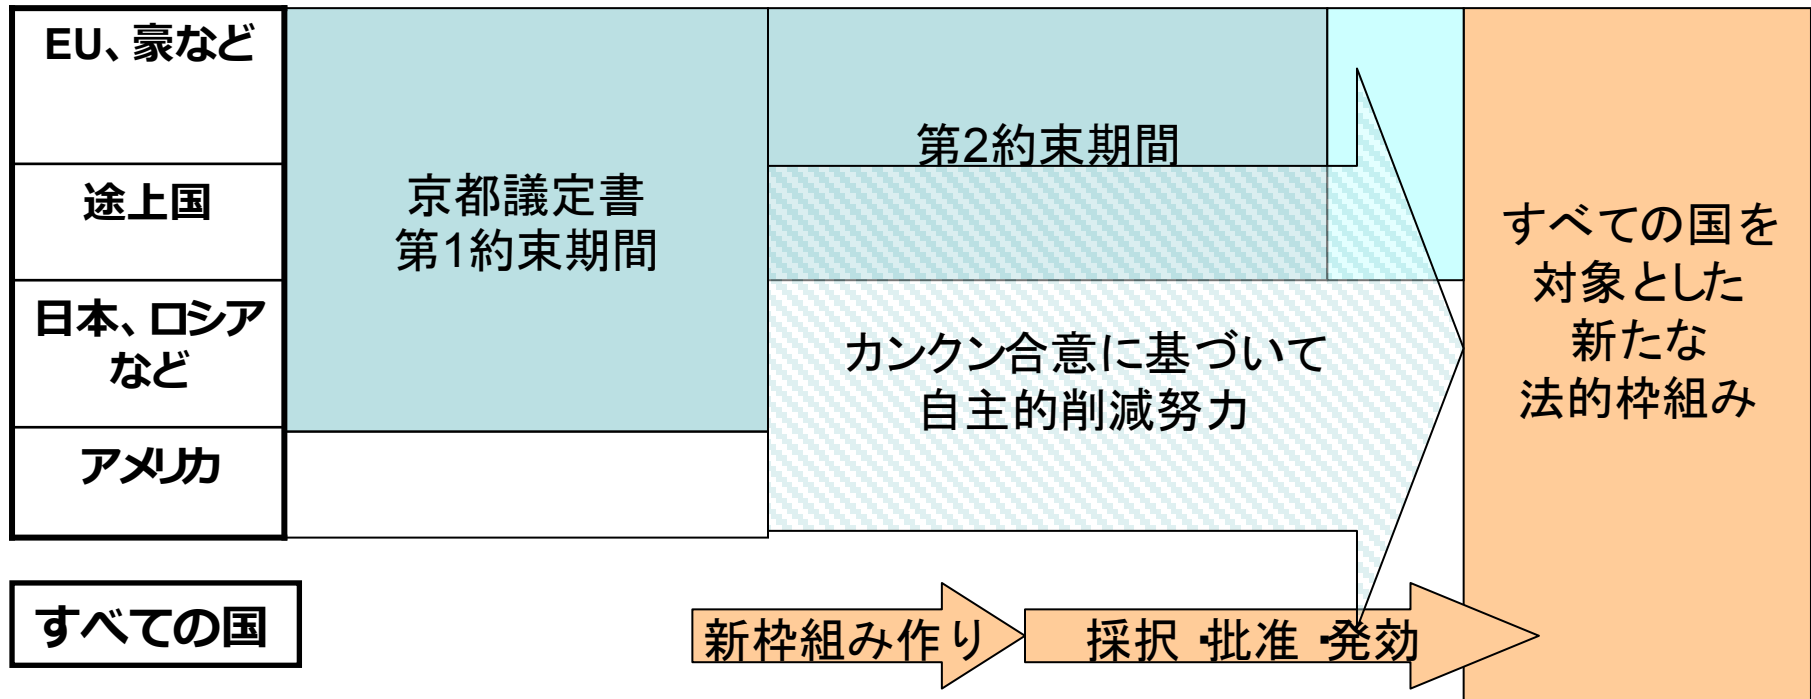 EU、豪など
途上国
日本、ロシア
など
アメリカ
すべての国
京都議定書
第1約束期間
第2約束期間
カンクン合意に基づいて
自主的削減努力
すべての国を
対象とした
新たな
法的枠組み
新枠組み作り
採択・批准・発効